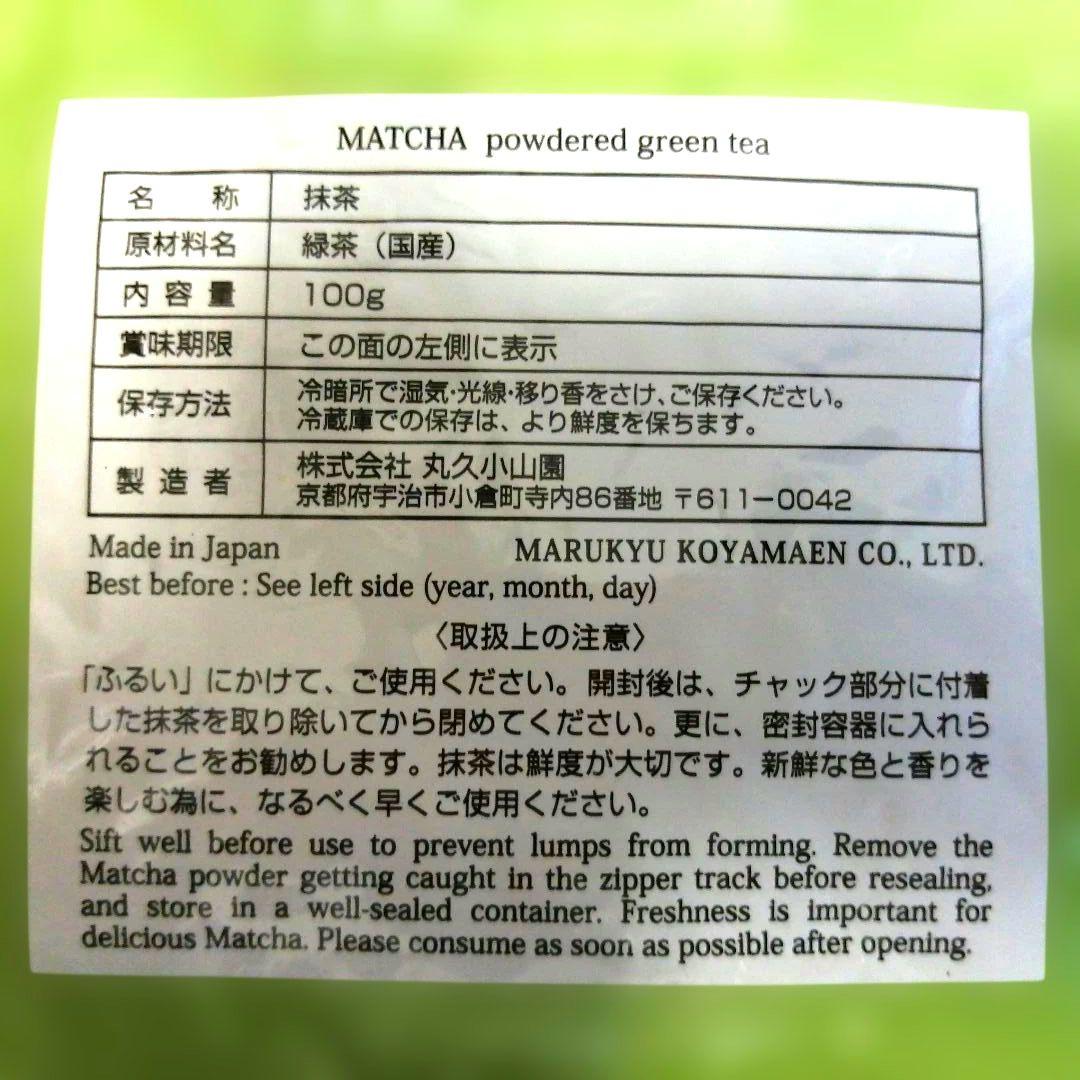 MATCHA powdered green tea
名 称 抹茶
原材料名 緑茶（国産）
内容量 100g
賞味期限 この面の左側に表示
保存方法 冷暗所で湿気・光線・移り香をさけ、ご保存ください。
冷蔵庫での保存は、より鮮度を保ちます。
製造者 株式会社 丸久小山園
京都府宇治市小倉町寺内86番地 〒611－0042
Made in Japan MARUKYU KOYAMAEN CO., LTD.
Best before : See left side (year, month, day)
〈取扱上の注意〉
「ふるい」にかけて、ご使用ください。開封後は、チャック部分に付着
した抹茶を取り除いてから閉めてください。更に、密封容器に入れら
れることをお勧めします。抹茶は鮮度が大切です。新鮮な色と香りを
楽しむ為に、なるべく早くご使用ください。
Sift well before use to prevent lumps from forming. Remove the
Matcha powder getting caught in the zipper track before resealing,
and store in a well-sealed container. Freshness is important for
delicious Matcha. Please consume as soon as possible after opening.